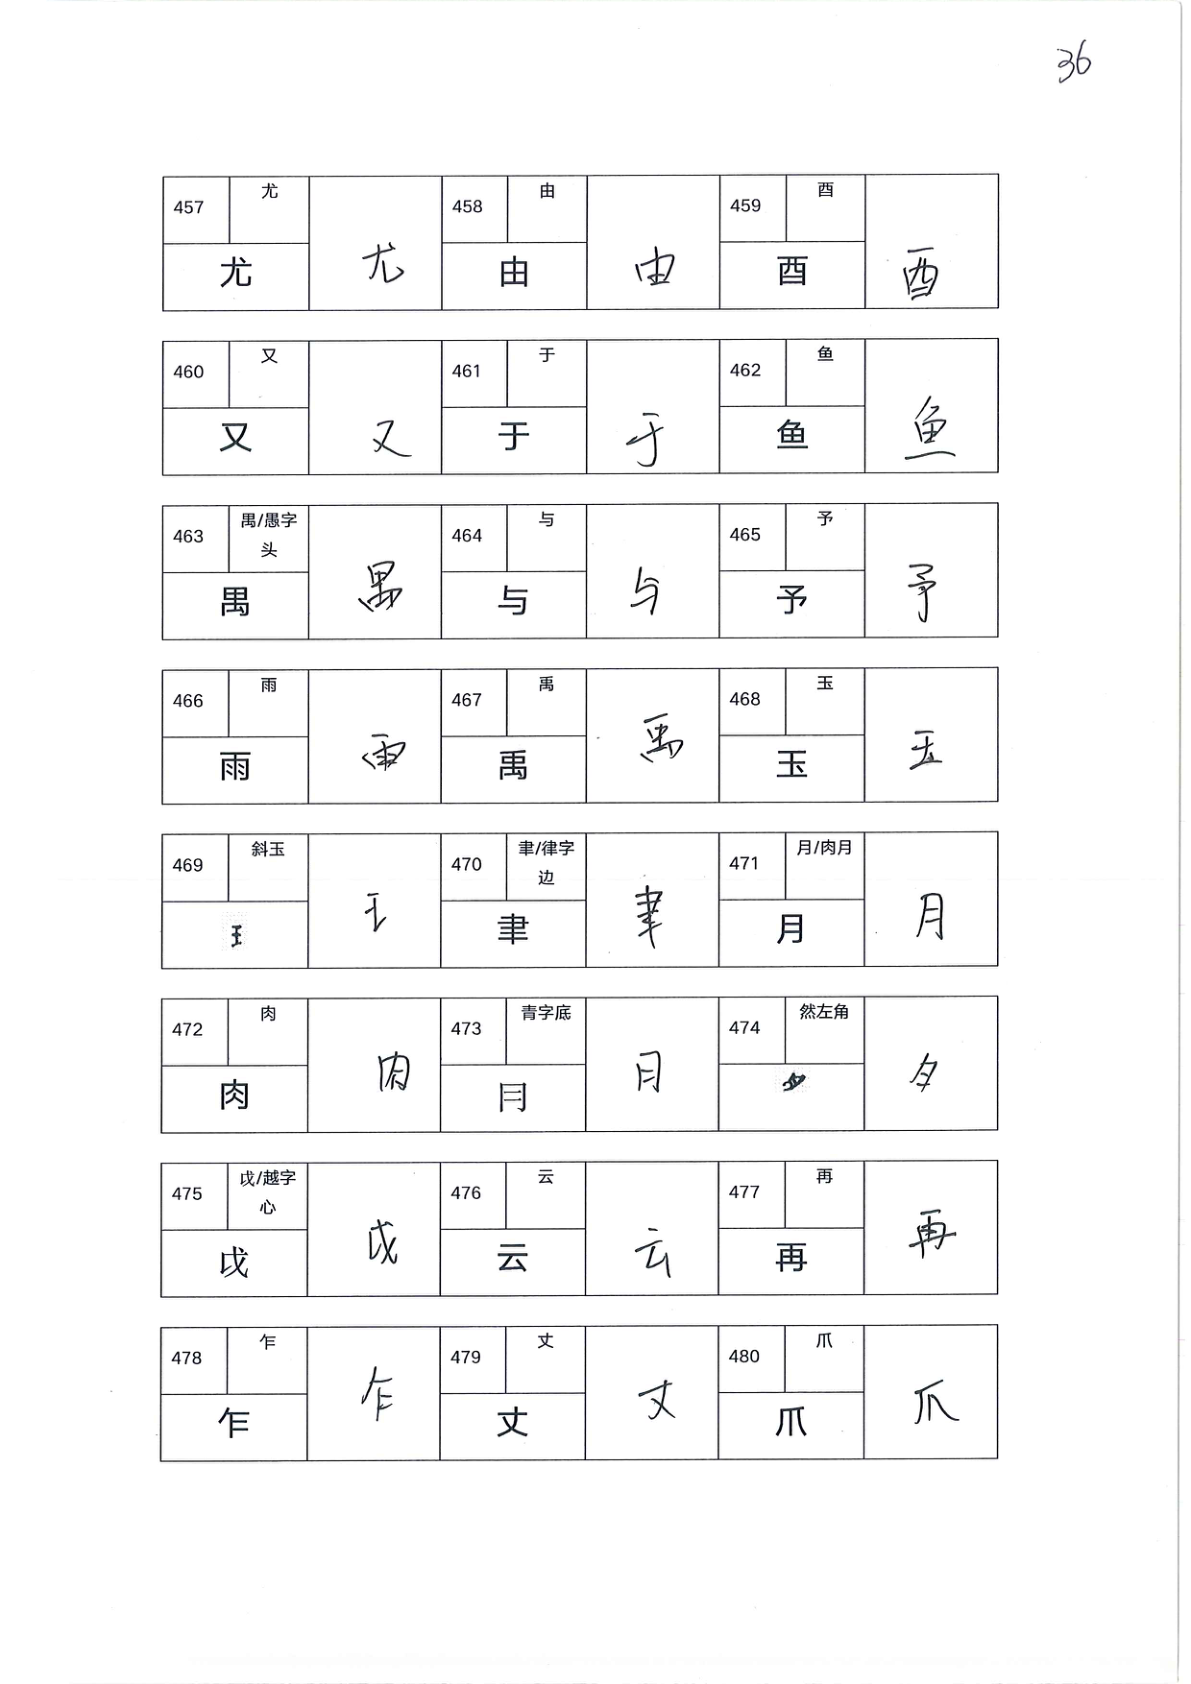 36
457 尤 尤 尤 458 由 由 由 459 酉 酉 酉
460 又 又 又 461 于 于 于 462 鱼 鱼 鱼
463 禺/愚字头 禺 禺 464 与 与 与 465 予 予 予
466 雨 雨 雨 467 禹 禹 禹 468 玉 玉 玉
469 斜玉 𤣩 𤣩 470 聿/律字边 聿 聿 471 月/肉月 月 月
472 肉 肉 肉 473 青字底 ⺝ 月 474 然左角
475 戉/越字心 戉 戉 476 云 云 云 477 再 再 再
478 乍 乍 乍 479 丈 丈 丈 480 爪 爪 爪